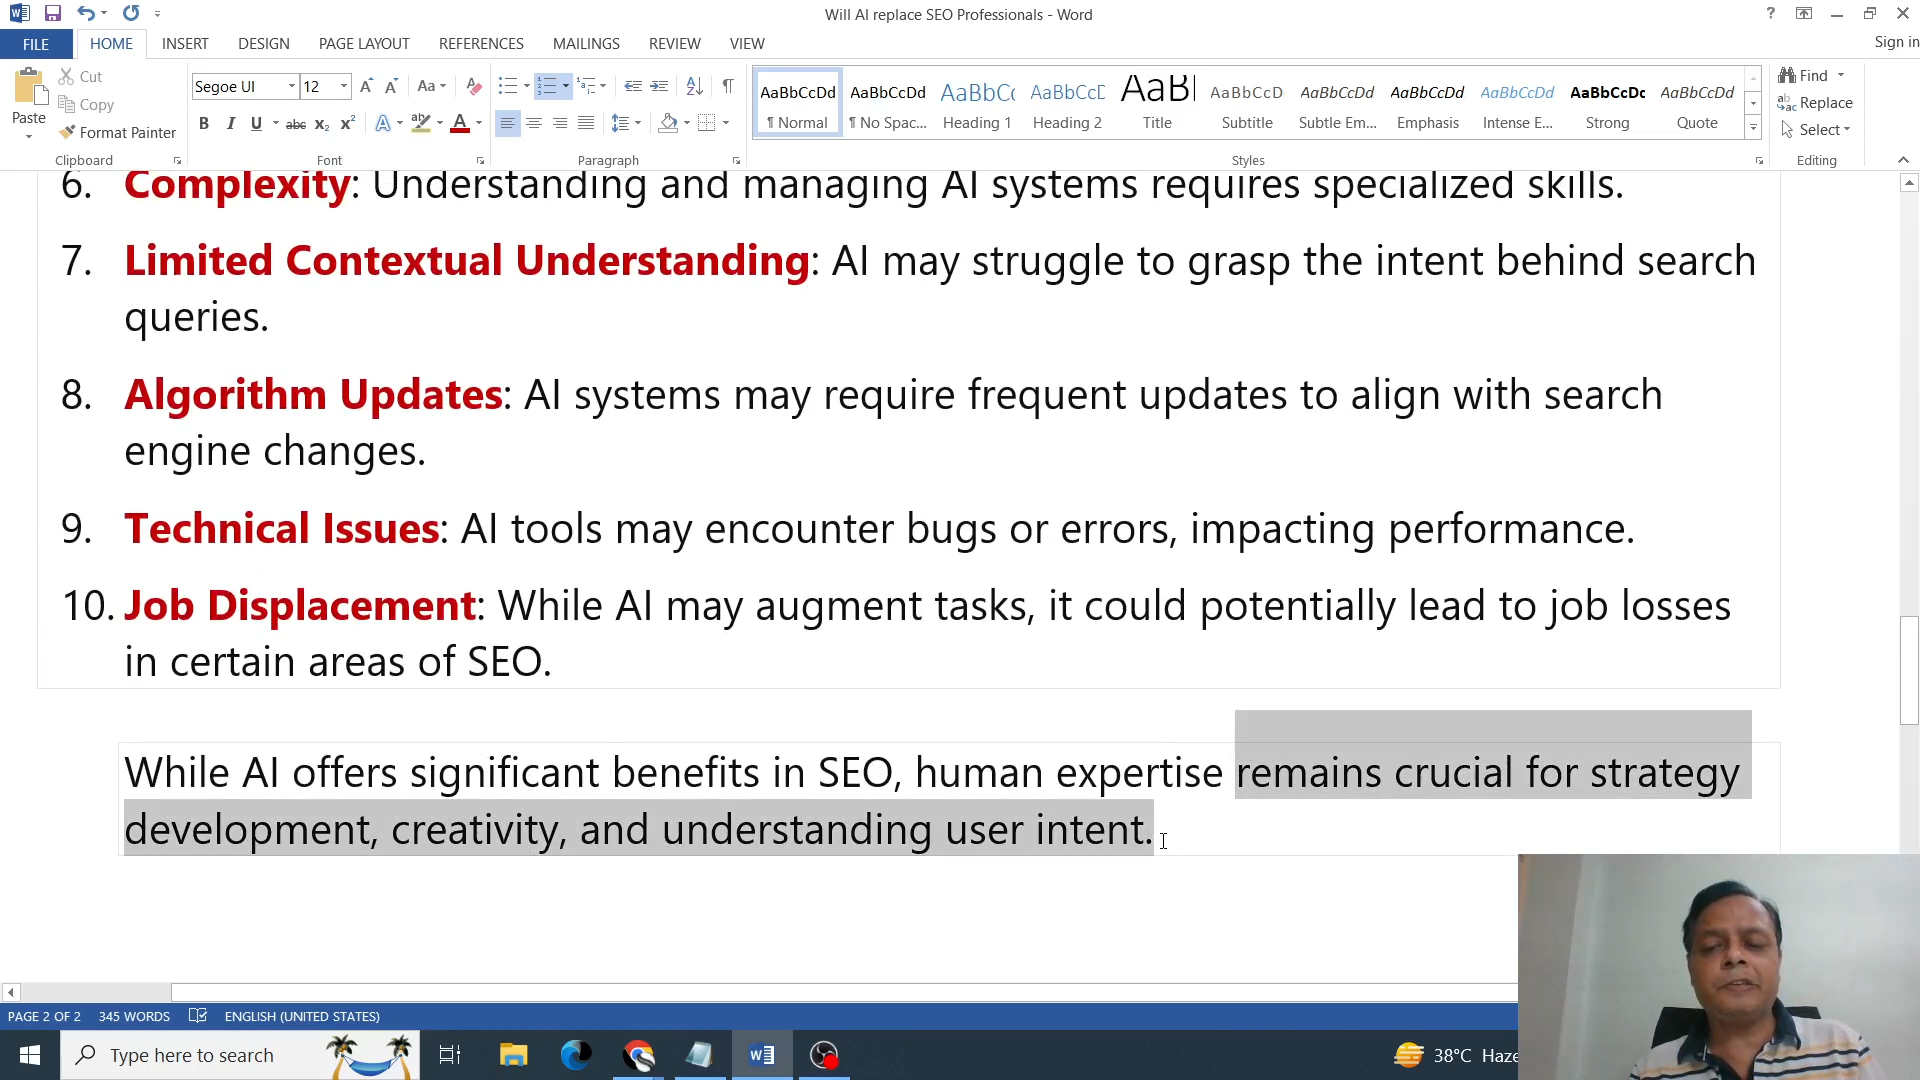 Will AI replace SEO Professionals - Word
? 
Sign in
FILE HOME INSERT DESIGN PAGE LAYOUT REFERENCES MAILINGS REVIEW VIEW
Paste
Cut
Copy
Format Painter
Clipboard
Segoe UI 12 Aa
B I U abc X₂ X² A A
Font
Paragraph
AaBbCcDd AaBbCcDd AaBbCc AaBbCcD AaBl AaBbCcD AaBbCcDd AaBbCcDd AaBbCcDd AaBbCcDc AaBbCcDd
¶ Normal ¶ No Spac... Heading 1 Heading 2 Title Subtitle Subtle Em... Emphasis Intense E... Strong Quote
Styles
Find
Replace
Select
Editing
6. Complexity: Understanding and managing AI systems requires specialized skills.
7. Limited Contextual Understanding: AI may struggle to grasp the intent behind search
queries.
8. Algorithm Updates: AI systems may require frequent updates to align with search
engine changes.
9. Technical Issues: AI tools may encounter bugs or errors, impacting performance.
10. Job Displacement: While AI may augment tasks, it could potentially lead to job losses
in certain areas of SEO.
While AI offers significant benefits in SEO, human expertise remains crucial for strategy
development, creativity, and understanding user intent.
PAGE 2 OF 2 345 WORDS ENGLISH (UNITED STATES)
Type here to search
38°C Haze